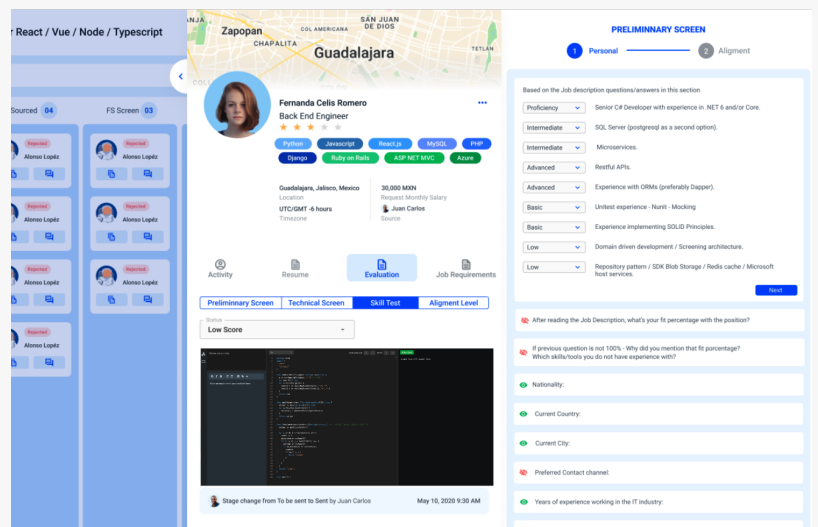 r React / Vue / Node / Typescript
Sourced 04
FS Screen 03
Rejected
Alonso Lopéz
Rejected
Alonso Lopéz
Rejected
Alonso Lopéz
Rejected
Alonso Lopéz
Rejected
Alonso Lopéz
Rejected
Alonso Lopéz
Rejected
Alonso Lopéz
ANJA
Zapopan
COL AMERICANA
SAN JUAN
DE DIOS
CHAPALITA
Guadalajara
TETLAN
COL
Fernanda Celis Romero
Back End Engineer
Python
Javascript
React.js
MySQL
PHP
Django
Ruby on Rails
ASP NET MVC
Azure
Guadalajara, Jalisco, Mexico
Location
UTC/GMT -6 hours
Timezone
30,000 MXN
Request Monthly Salary
Juan Carlos
Source
Activity
Resume
Evaluation
Job Requirements
Preliminnary Screen
Technical Screen
Skill Test
Aligment Level
Low Score
Stage change from To be sent to Sent by Juan Carlos
May 10, 2020 9:30 AM
PRELIMINNARY SCREEN
1 Personal
2 Aligment
Based on the Job description questions/answers in this section
Proficiency Senior C# Developer with experience in .NET 6 and/or Core.
Intermediate SQL Server (postgresql as a second option).
Intermediate Microservices.
Advanced Restful APIs.
Advanced Experience with ORMs (preferably Dapper).
Basic Unitest experience - Nunit - Mocking
Basic Experience implementing SOLID Principles.
Low Domain driven development / Screening architecture.
Low Repository pattern / SDK Blob Storage / Redis cache / Microsoft
host services.
Next
After reading the Job Description, what's your fit percentage with the position?
If previous question is not 100% - Why did you mention that fit percentage?
Which skills/tools you do not have experience with?
Nationality:
Current Country:
Current City:
Preferred Contact channel:
Years of experience working in the IT industry: